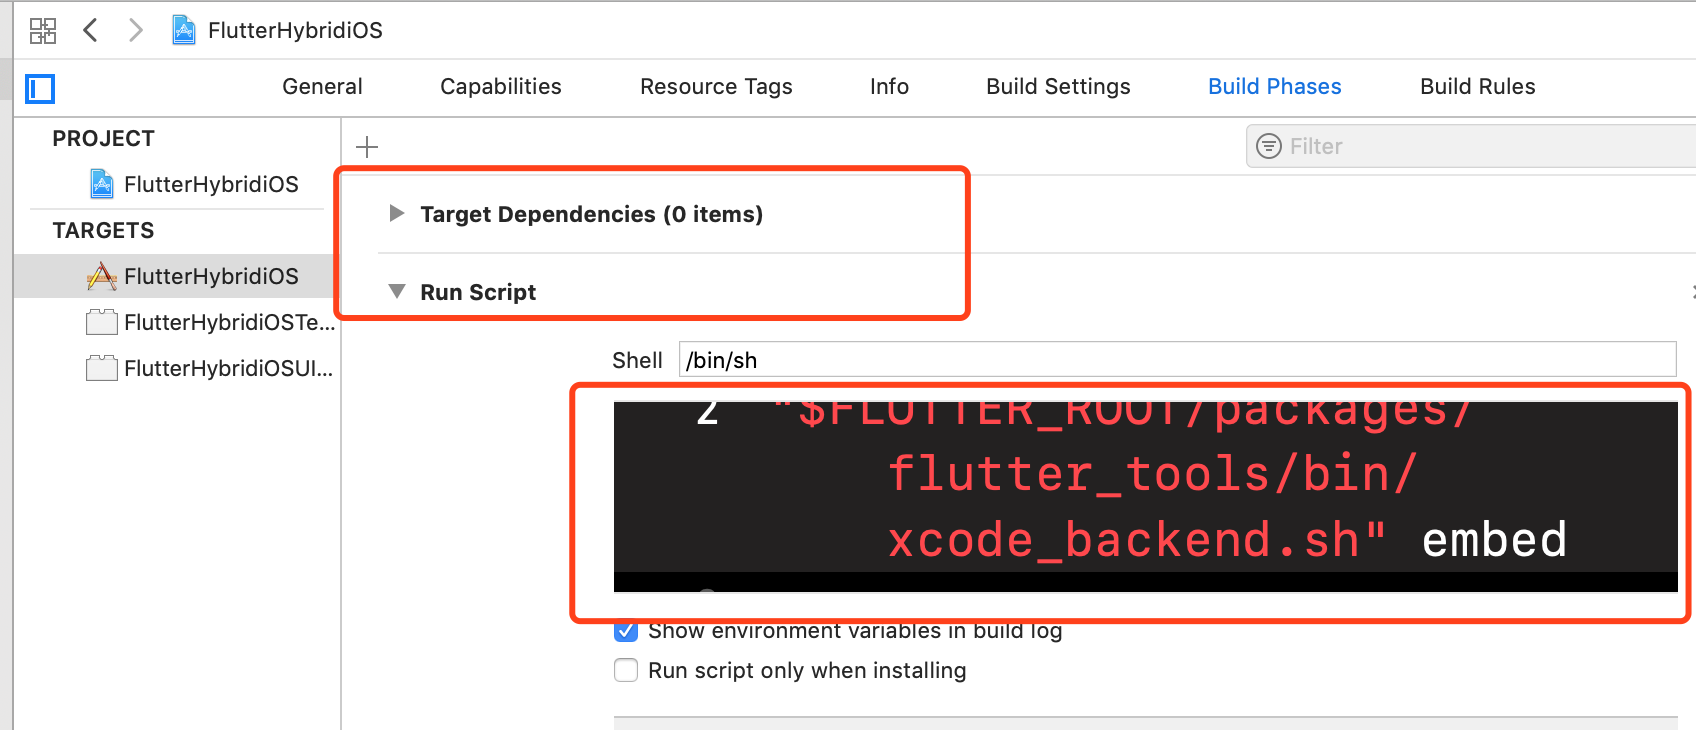 FlutterHybridiOS
General Capabilities Resource Tags Info Build Settings Build Phases Build Rules
PROJECT
FlutterHybridiOS
TARGETS
FlutterHybridiOS
FlutterHybridiOSTe...
FlutterHybridiOSUI...
Filter
Target Dependencies (0 items)
Run Script
Shell /bin/sh
2 "$FLUTTER_ROOT/packages/
flutter_tools/bin/
xcode_backend.sh" embed
Show environment variables in build log
Run script only when installing